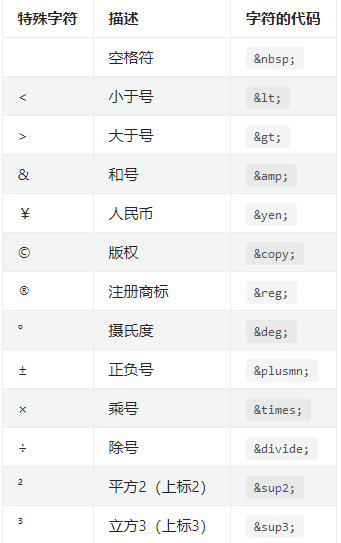 特殊字符 描述 字符的代码
空格符 &nbsp;
< 小于号 &lt;
> 大于号 &gt;
& 和号 &amp;
¥ 人民币 &yen;
© 版权 &copy;
® 注册商标 &reg;
° 摄氏度 &deg;
± 正负号 &plusmn;
× 乘号 &times;
÷ 除号 &divide;
² 平方2（上标2） &sup2;
³ 立方3（上标3） &sup3;